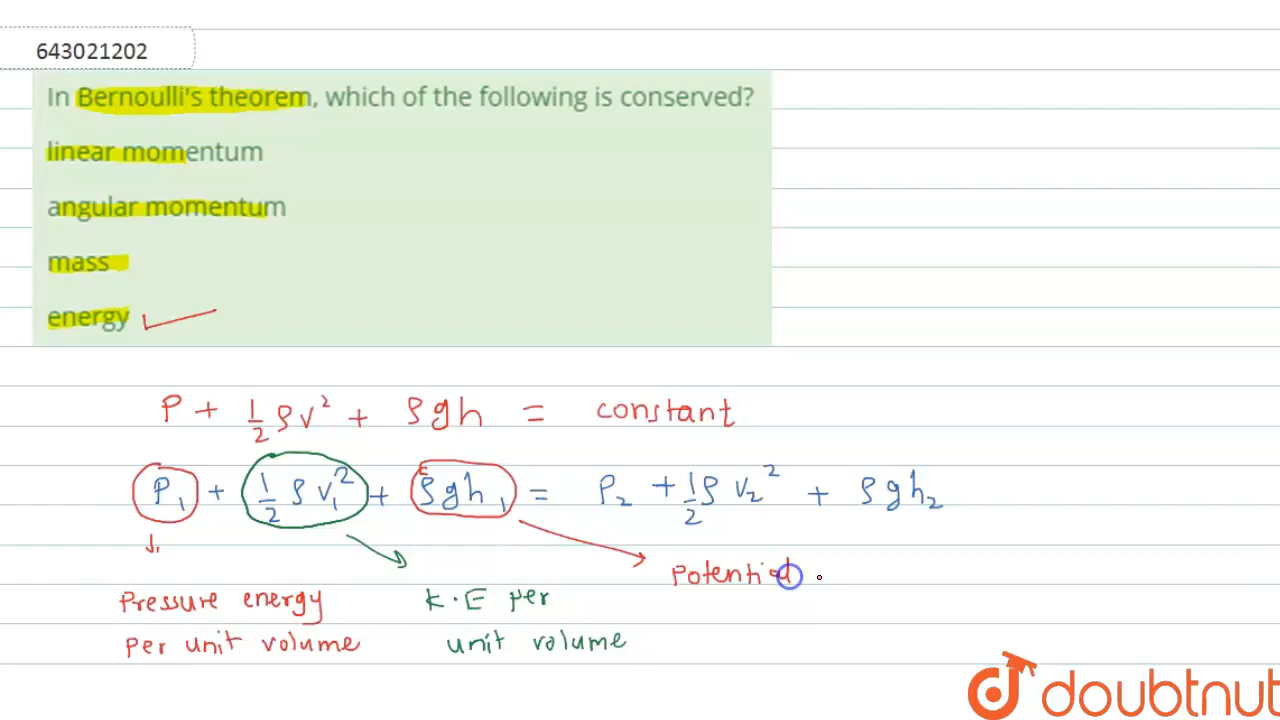 643021202
In Bernoulli's theorem, which of the following is conserved?
linear momentum
angular momentum
mass
energy
P + 1/2 ρv² + ρgh = constant
P₁ + 1/2 ρv₁² + ρgh₁ = P₂ + 1/2 ρv₂² + ρgh₂
Potential
Pressure energy
K.E per
per unit volume
unit volume
doubtnut